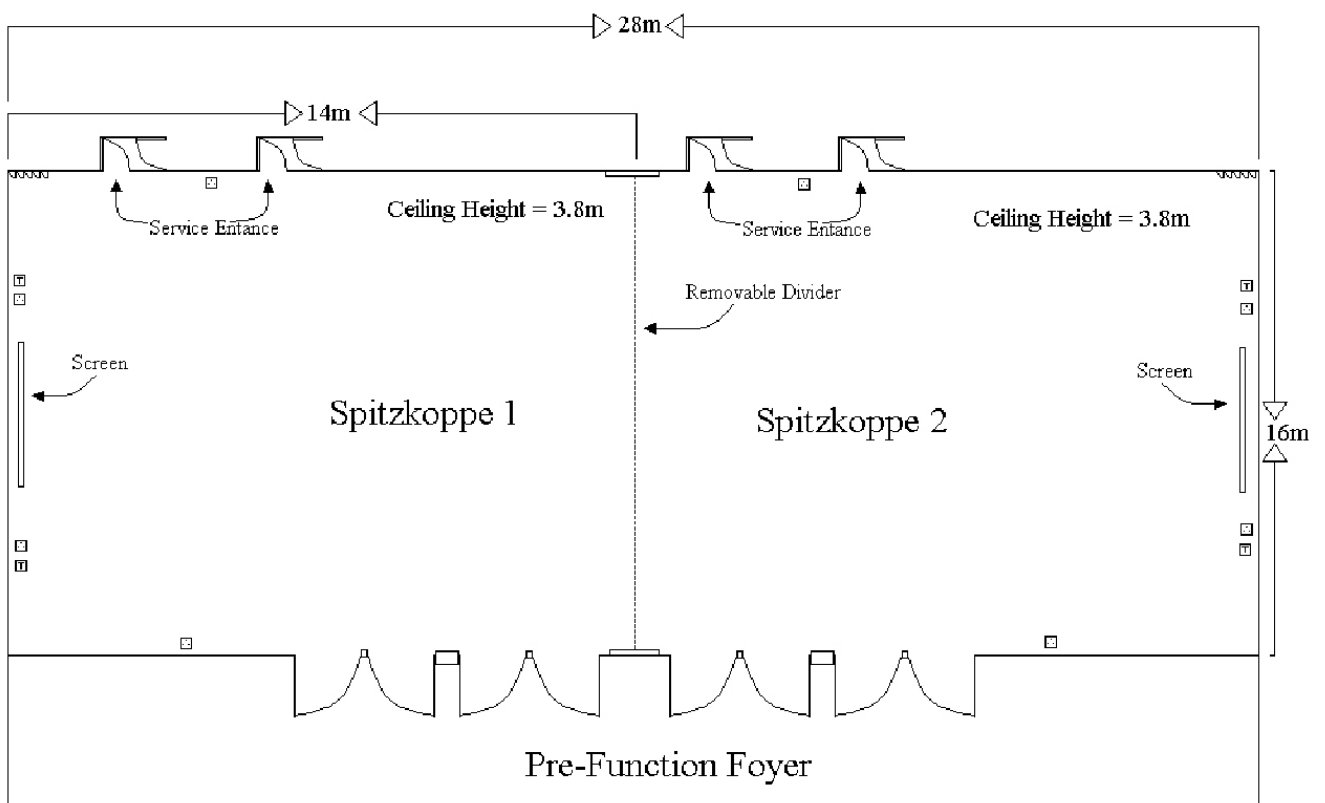 28m
14m
Ceiling Height = 3.8m
Service Entance
Ceiling Height = 3.8m
Service Entance
Removable Divider
Screen
Screen
Spitzkoppe 1
Spitzkoppe 2
16m
T
T
T
T
Pre-Function Foyer